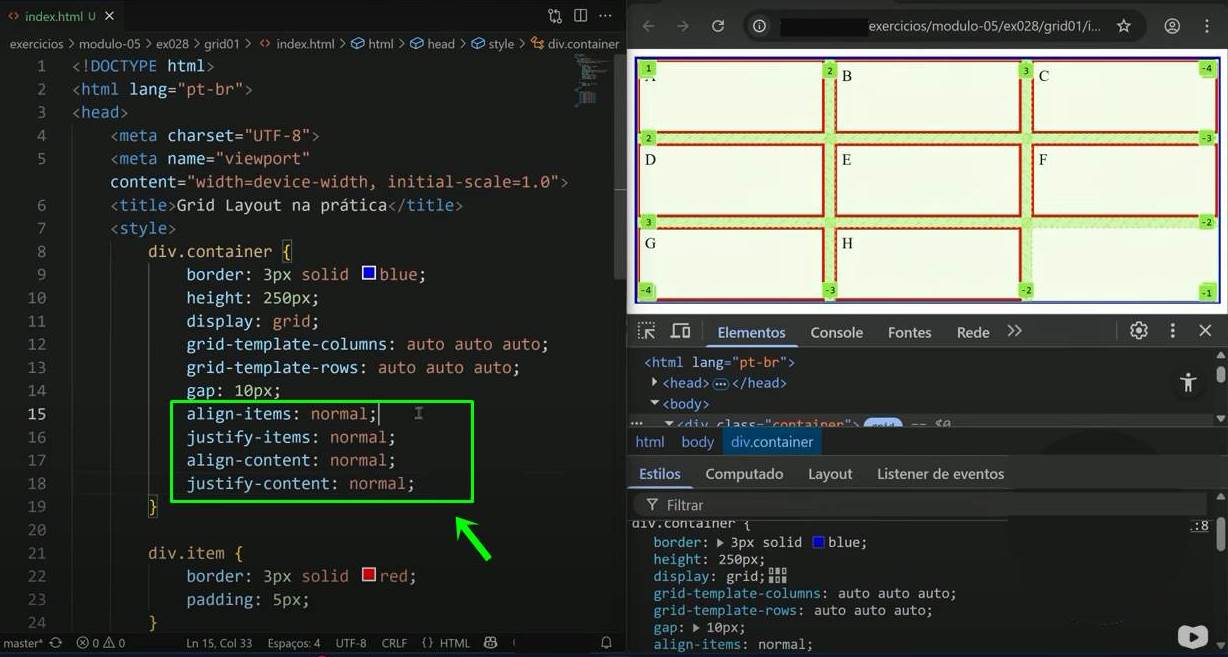 index.html U
exercicios > modulo-05 > ex028 > grid01 > index.html > html > head > style > div.container
1 <!DOCTYPE html>
2 <html lang="pt-br">
3 <head>
4 <meta charset="UTF-8">
5 <meta name="viewport"
content="width=device-width, initial-scale=1.0">
6 <title>Grid Layout na prática</title>
7 <style>
8 div.container {
9 border: 3px solid blue;
10 height: 250px;
11 display: grid;
12 grid-template-columns: auto auto auto;
13 grid-template-rows: auto auto auto;
14 gap: 10px;
15 align-items: normal;
16 justify-items: normal;
17 align-content: normal;
18 justify-content: normal;
19 }
20
21 div.item {
22 border: 3px solid red;
23 padding: 5px;
24 }
master* 0 0 Ln 15, Col 33 Espaços: 4 UTF-8 CRLF {} HTML
exercicios/modulo-05/ex028/grid01/i...
1 2 3 -4
B C
2 -3
D E F
3 -2
G H
-4 -3 -2 -1
Elementos Console Fontes Rede
<html lang="pt-br">
<head> ... </head>
<body>
<div class="container"> grid == $0
html body div.container
Estilos Computado Layout Listener de eventos
Filtrar
div.container { .:8
border: 3px solid blue;
height: 250px;
display: grid;
grid-template-columns: auto auto auto;
grid-template-rows: auto auto auto;
gap: 10px;
align-items: normal;